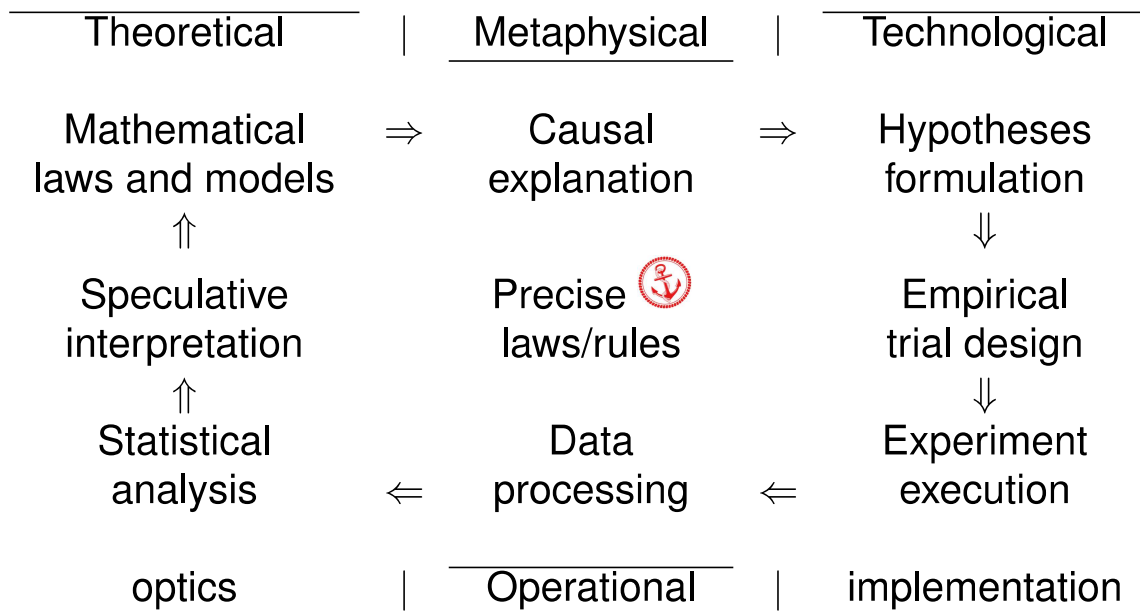 Theoretical | Metaphysical | Technological
Mathematical ⇒ Causal ⇒ Hypotheses
laws and models explanation formulation
⇑ ⇓
Speculative Precise Empirical
interpretation laws/rules trial design
⇑ ⇓
Statistical Data Experiment
analysis ⇐ processing ⇐ execution
optics | Operational | implementation